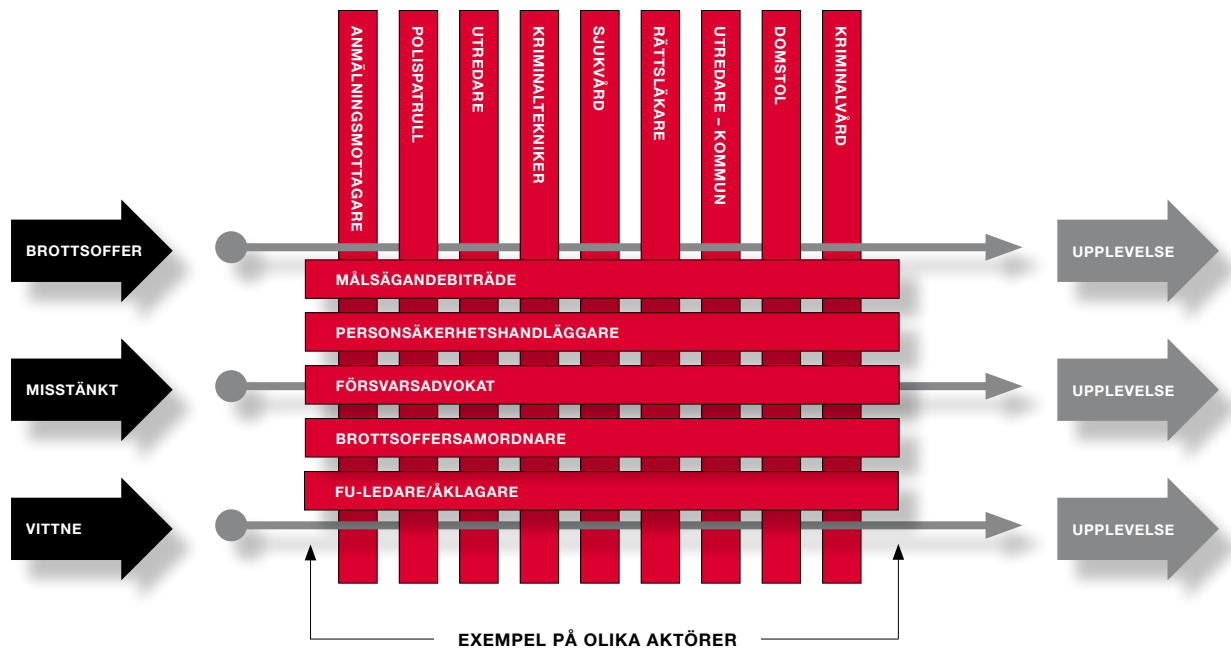 ANMÄLNINGSMOTTAGARE
POLISPATRULL
UTREDARE
KRIMINALTEKNIKER
SJUKVÅRD
RÄTTSLÄKARE
UTREDARE – KOMMUN
DOMSTOL
KRIMINALVÅRD
BROTTSOFFER
UPPLEVELSE
MÅLSÄGANDEBITRÄDE
PERSONSÄKERHETSHANDLÄGGARE
MISSTÄNKT
FÖRSVARSADVOKAT
UPPLEVELSE
BROTTSOFFERSAMORDNARE
FU-LEDARE/ÅKLAGARE
VITTNE
UPPLEVELSE
EXEMPEL PÅ OLIKA AKTÖRER